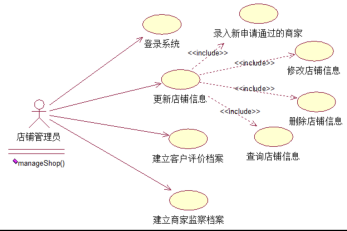 录入新申请通过的商家
登录系统
<<include>>
<<include>>
修改店铺信息
更新店铺信息
<<include>>
<<include>>
删除店铺信息
店铺管理员
查询店铺信息
manageShop()
建立客户评价档案
建立商家监察档案